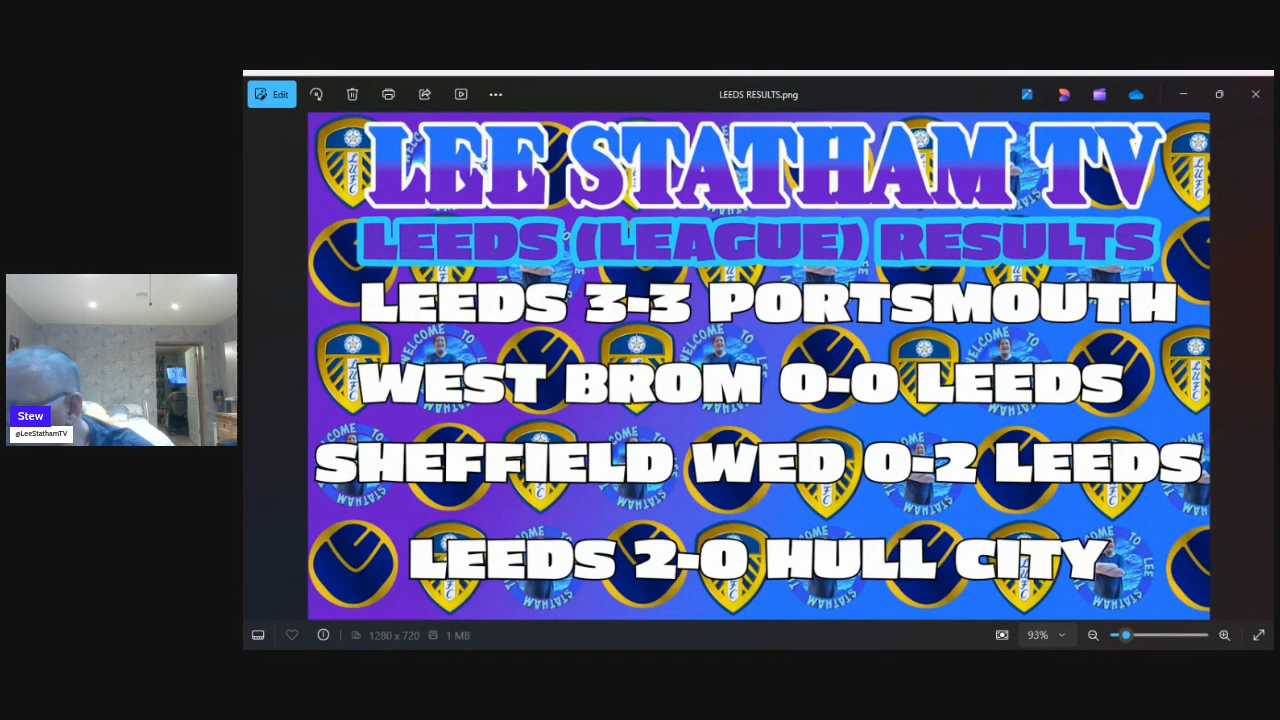 Edit
LEEDS RESULTS.png
LEE STATHAM TV
LEEDS (LEAGUE) RESULTS
LEEDS 3-3 PORTSMOUTH
WEST BROM 0-0 LEEDS
SHEFFIELD WED 0-2 LEEDS
LEEDS 2-0 HULL CITY
Stew
@LeeStathamTV
1280 x 720
1 MB
93%